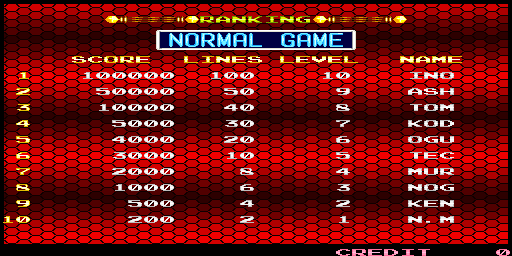 RANKING
NORMAL GAME
SCORE LINES LEVEL NAME
1 100000 100 10 INO
2 50000 50 9 ASH
3 10000 40 8 TOM
4 5000 30 7 KOD
5 4000 20 6 OGU
6 3000 10 5 TEC
7 2000 8 4 MUR
8 1000 6 3 NOG
9 500 4 2 KEN
10 200 2 1 N.M
CREDIT 0